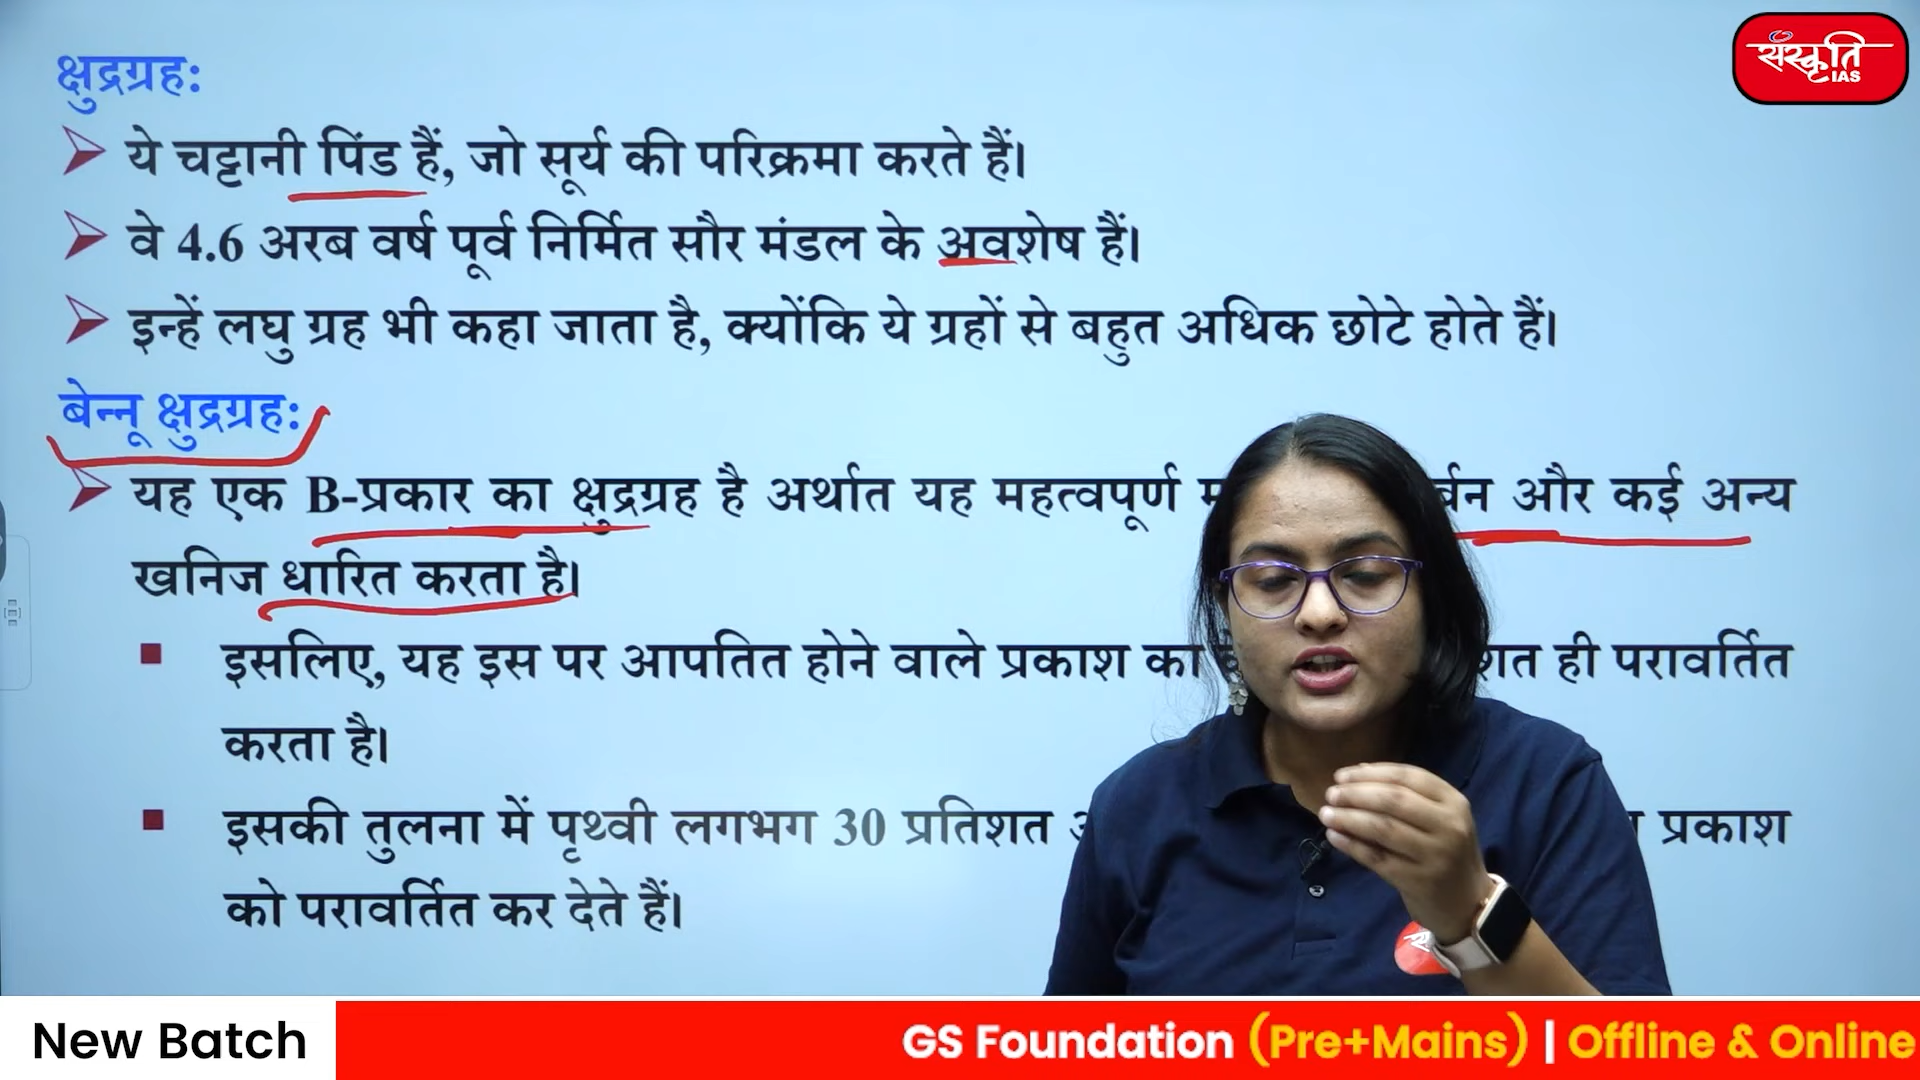 संस्कृति
IAS
क्षुद्रग्रह:
ये चट्टानी पिंड हैं, जो सूर्य की परिक्रमा करते हैं।
वे 4.6 अरब वर्ष पूर्व निर्मित सौर मंडल के अवशेष हैं।
इन्हें लघु ग्रह भी कहा जाता है, क्योंकि ये ग्रहों से बहुत अधिक छोटे होते हैं।
बेन्नू क्षुद्रग्रह:
यह एक B-प्रकार का क्षुद्रग्रह है अर्थात यह महत्वपूर्ण और कई अन्य
खनिज धारित करता है।
इसलिए, यह इस पर आपतित होने वाले प्रकाश का ही परावर्तित
करता है।
इसकी तुलना में पृथ्वी लगभग 30 प्रतिशत प्रकाश
को परावर्तित कर देते हैं।
New Batch
GS Foundation (Pre+Mains) | Offline & Online